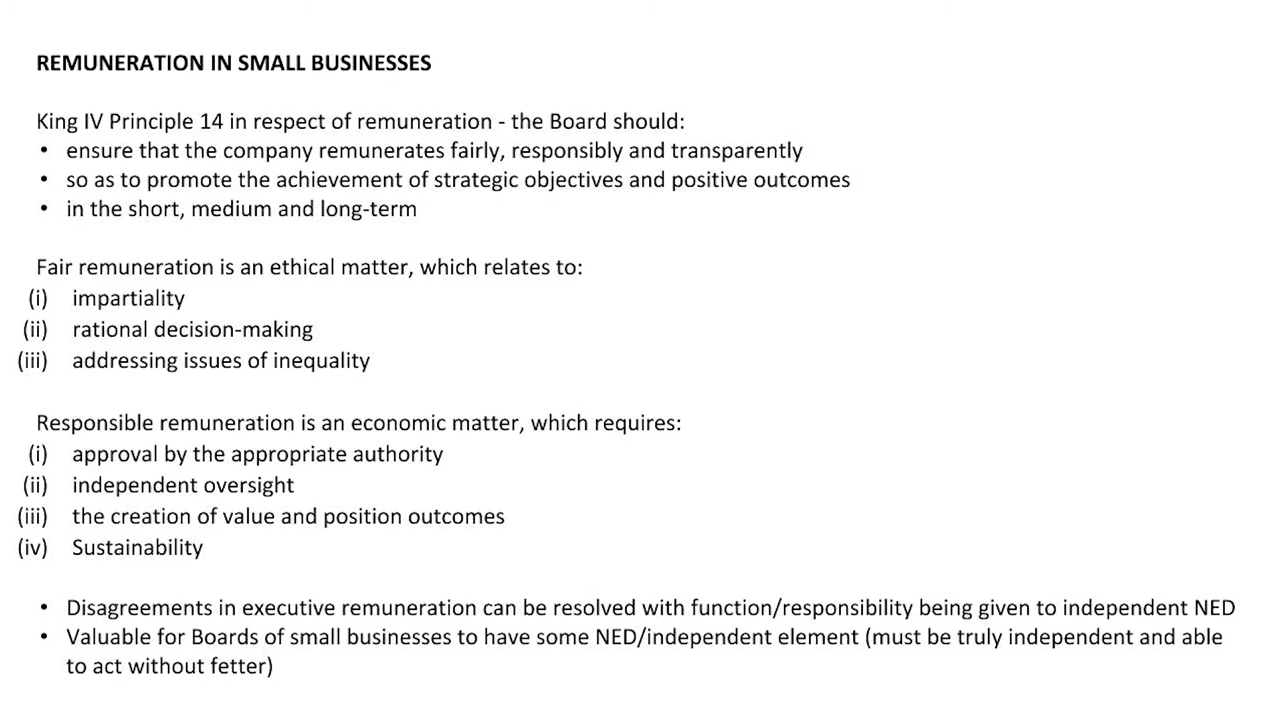 REMUNERATION IN SMALL BUSINESSES
King IV Principle 14 in respect of remuneration - the Board should:
• ensure that the company remunerates fairly, responsibly and transparently
• so as to promote the achievement of strategic objectives and positive outcomes
• in the short, medium and long-term
Fair remuneration is an ethical matter, which relates to:
(i) impartiality
(ii) rational decision-making
(iii) addressing issues of inequality
Responsible remuneration is an economic matter, which requires:
(i) approval by the appropriate authority
(ii) independent oversight
(iii) the creation of value and position outcomes
(iv) Sustainability
• Disagreements in executive remuneration can be resolved with function/responsibility being given to independent NED
• Valuable for Boards of small businesses to have some NED/independent element (must be truly independent and able
to act without fetter)